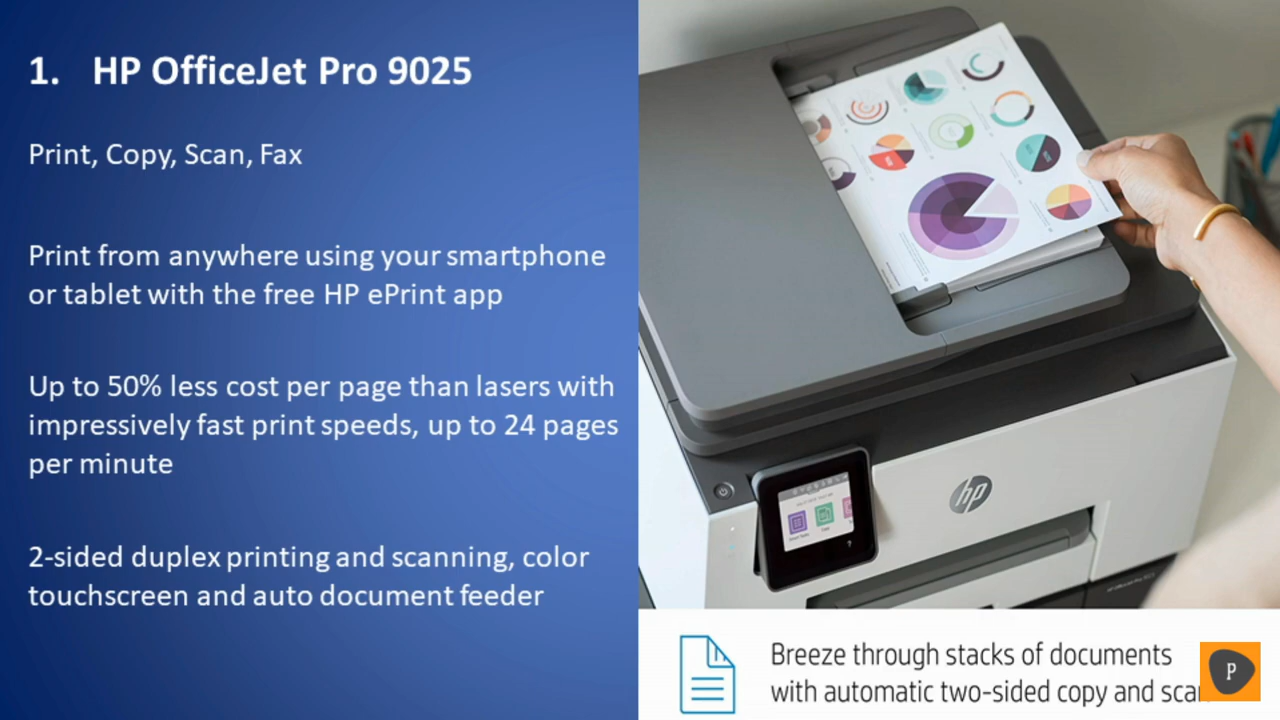 1. HP OfficeJet Pro 9025
Print, Copy, Scan, Fax
Print from anywhere using your smartphone
or tablet with the free HP ePrint app
Up to 50% less cost per page than lasers with
impressively fast print speeds, up to 24 pages
per minute
2-sided duplex printing and scanning, color
touchscreen and auto document feeder
hp
Breeze through stacks of documents
with automatic two-sided copy and
P